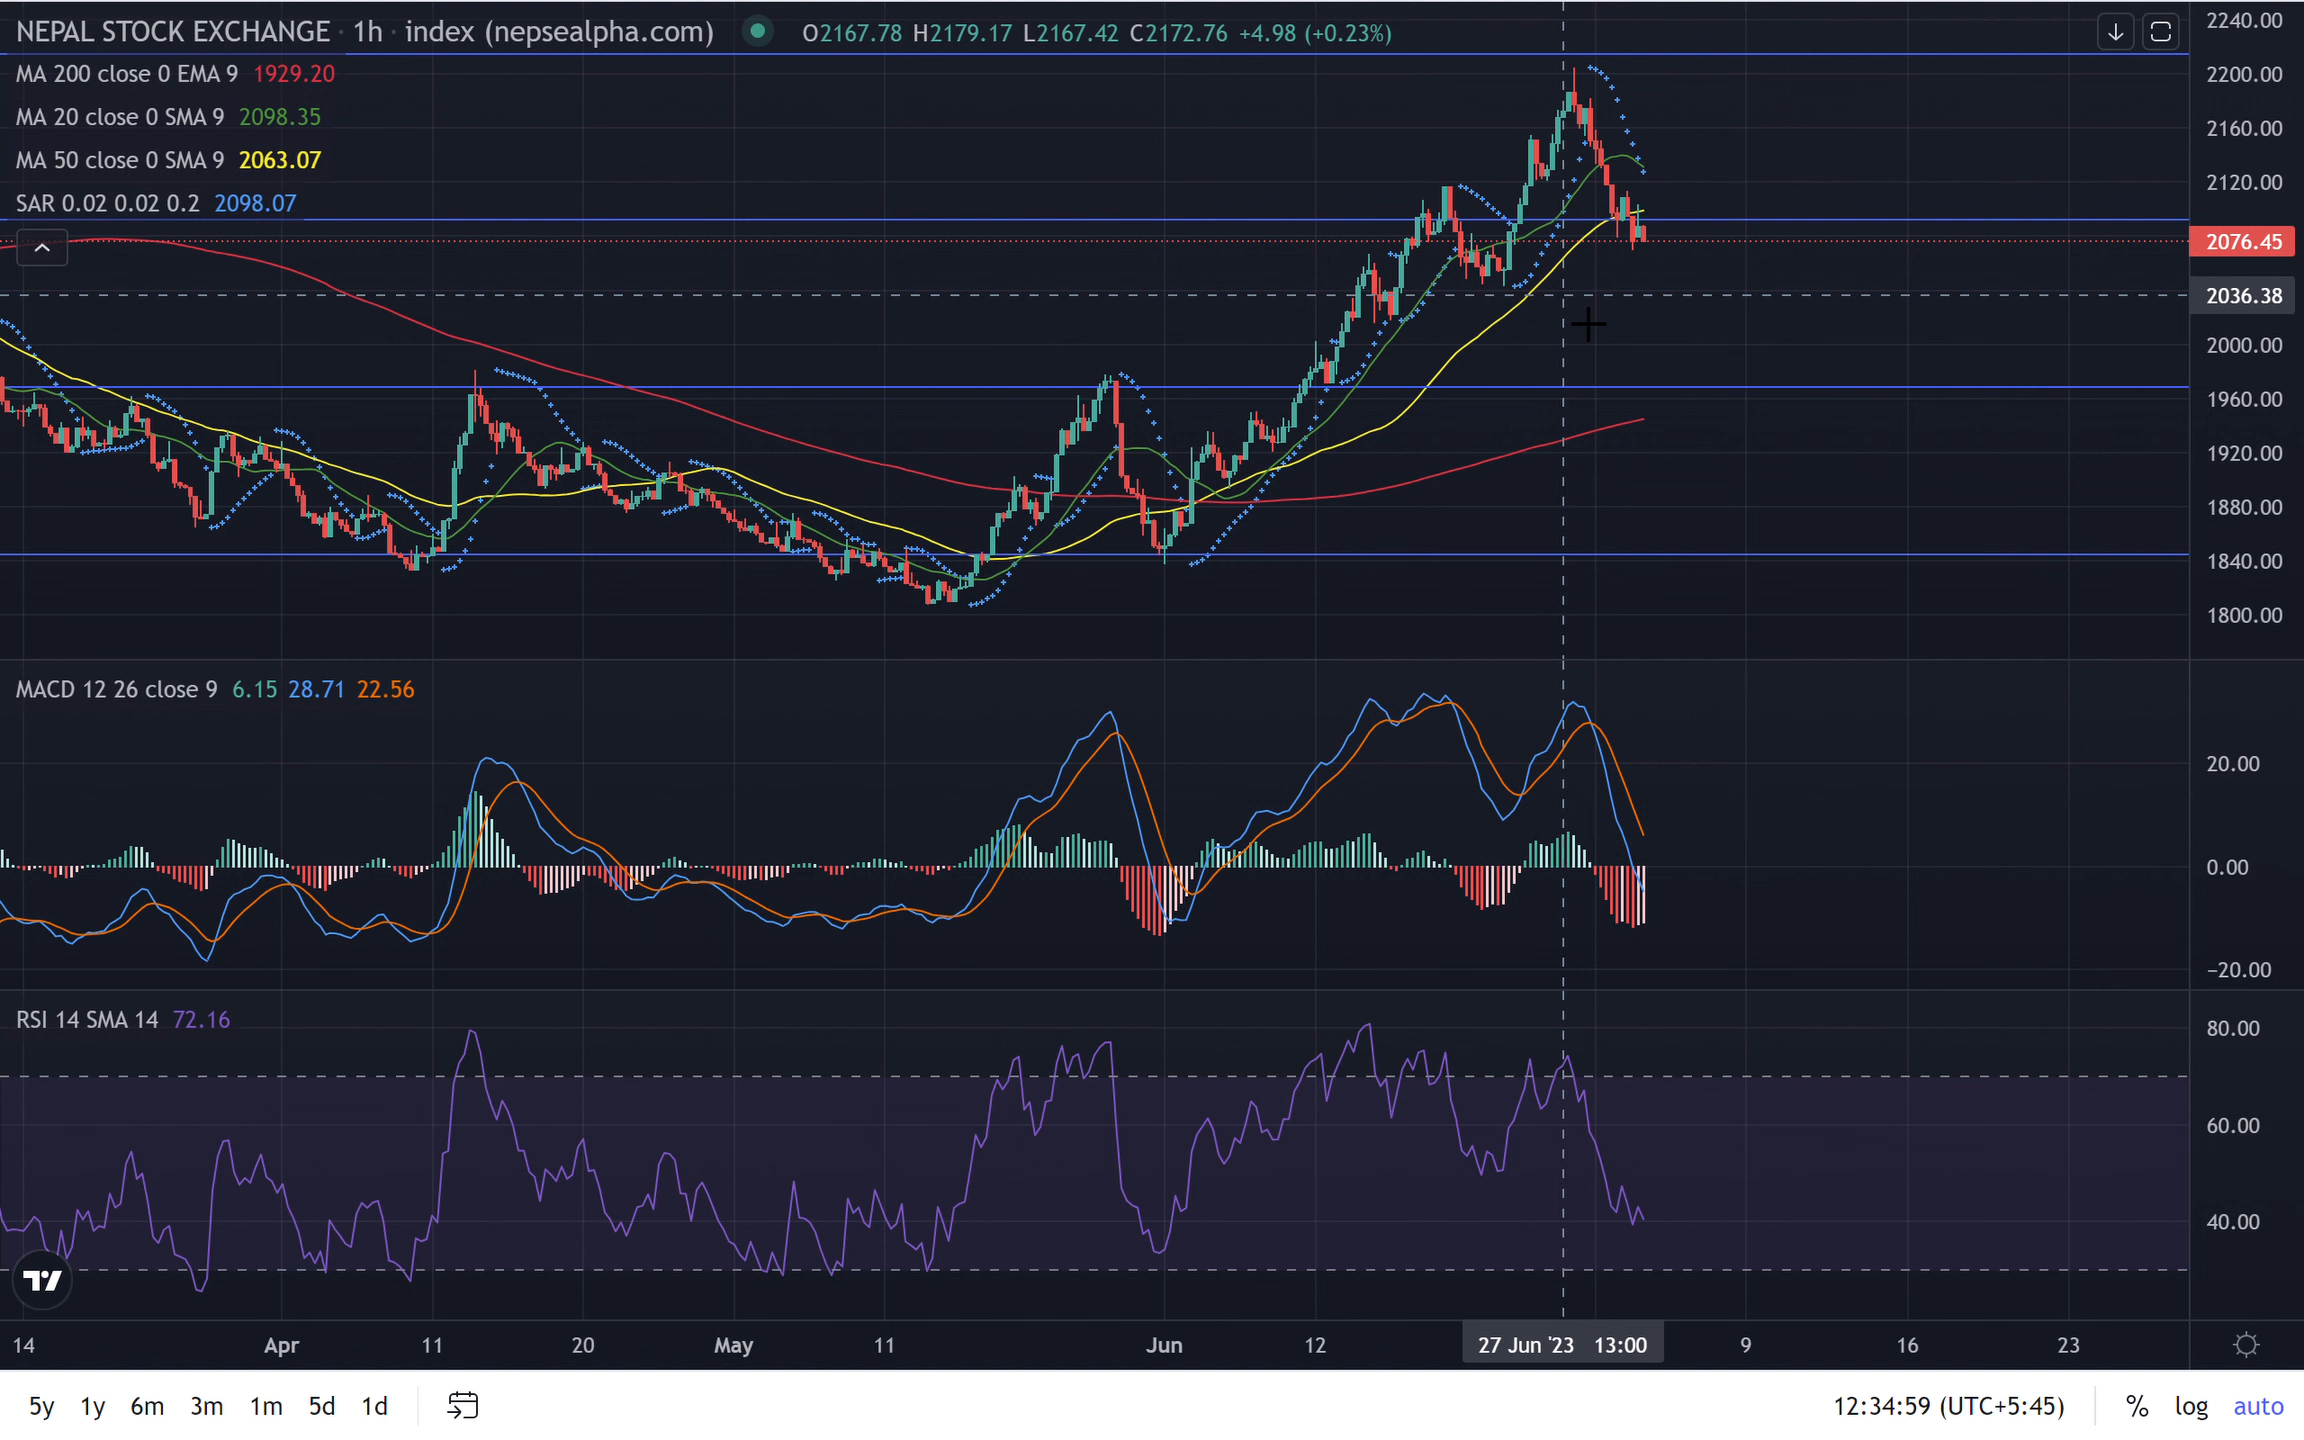 NEPAL STOCK EXCHANGE · 1h · index (nepsealpha.com) O2167.78 H2179.17 L2167.42 C2172.76 +4.98 (+0.23%)
MA 200 close 0 EMA 9 1929.20
MA 20 close 0 SMA 9 2098.35
MA 50 close 0 SMA 9 2063.07
SAR 0.02 0.02 0.2 2098.07
2240.00
2200.00
2160.00
2120.00
2076.45
2036.38
2000.00
1960.00
1920.00
1880.00
1840.00
1800.00
MACD 12 26 close 9 6.15 28.71 22.56
20.00
0.00
−20.00
RSI 14 SMA 14 72.16
80.00
60.00
40.00
14 Apr 11 20 May 11 Jun 12 27 Jun '23 13:00 9 16 23
5y 1y 6m 3m 1m 5d 1d 12:34:59 (UTC+5:45) % log auto